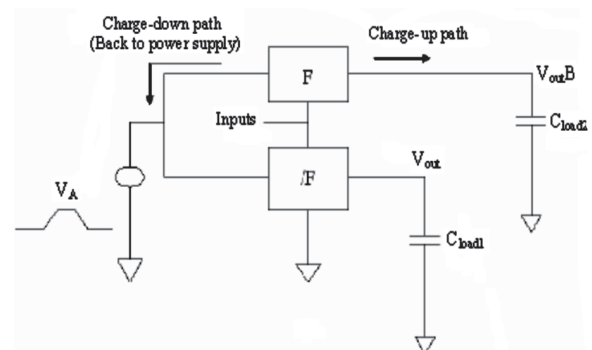 Charge-down path
(Back to power supply)
Charge-up path
F
VoutB
Inputs
Cload2
/F
Vout
VA
Cload1